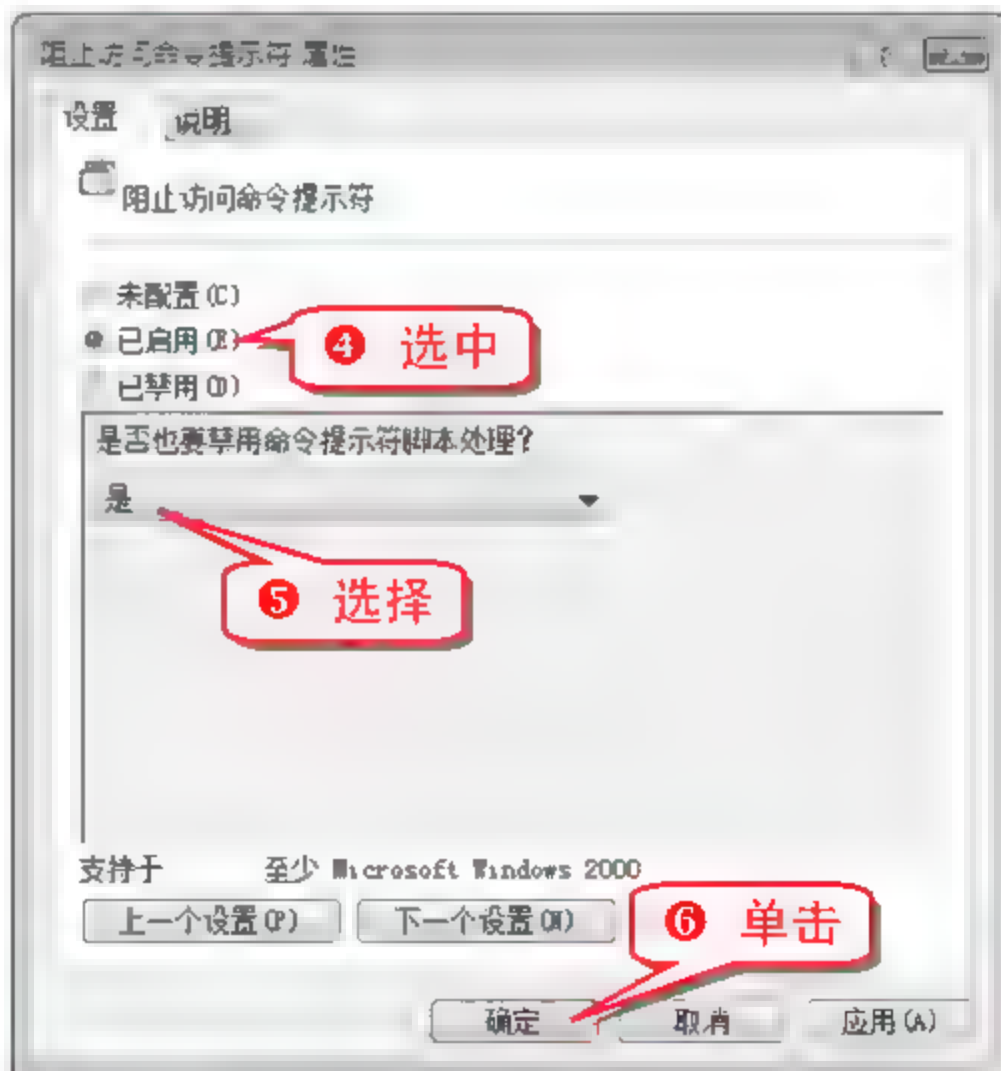 阻止访问命令提示符 属性
设置 说明
阻止访问命令提示符
未配置(C)
已启用(E)
❹ 选中
已禁用(D)
是否也要禁用命令提示符脚本处理?
是
❺ 选择
支持于 至少 Microsoft Windows 2000
上一个设置(P) 下一个设置(N)
❻ 单击
确定 取消 应用(A)